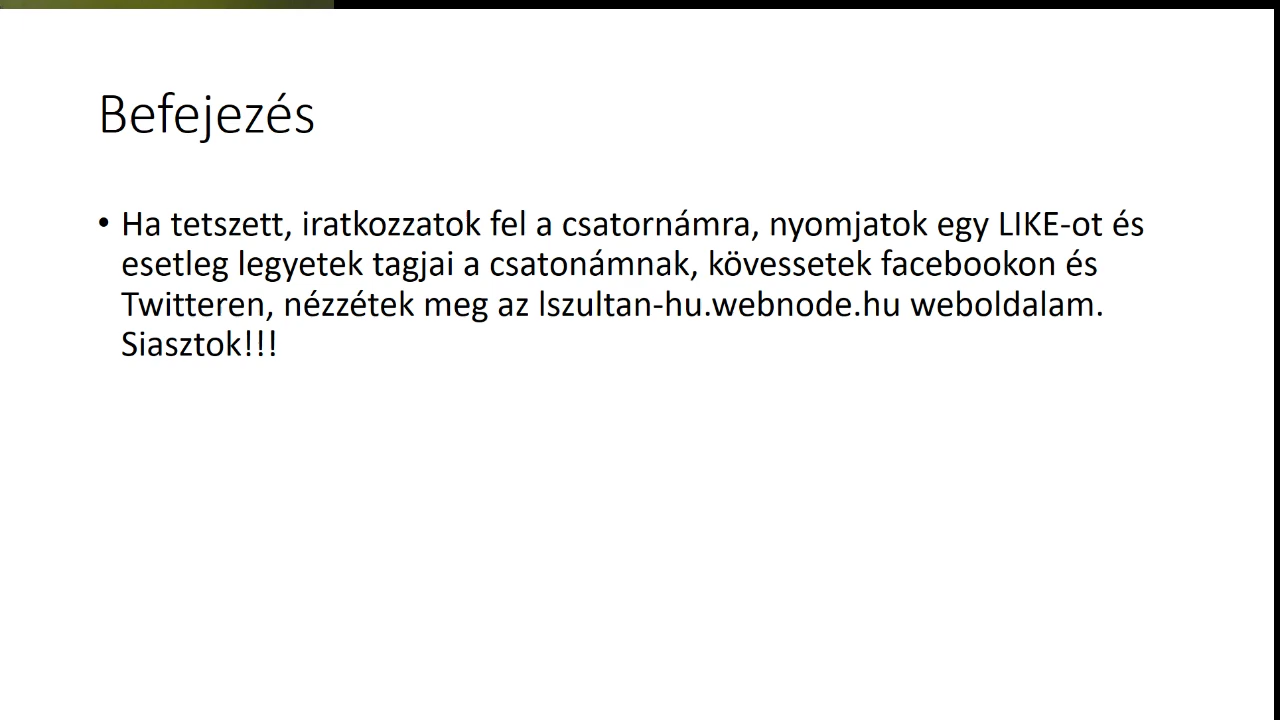 Befejezés
• Ha tetszett, iratkozzatok fel a csatornámra, nyomjatok egy LIKE-ot és
esetleg legyetek tagjai a csatonámnak, kövessetek facebookon és
Twitteren, nézzétek meg az lszultan-hu.webnode.hu weboldalam.
Siasztok!!!